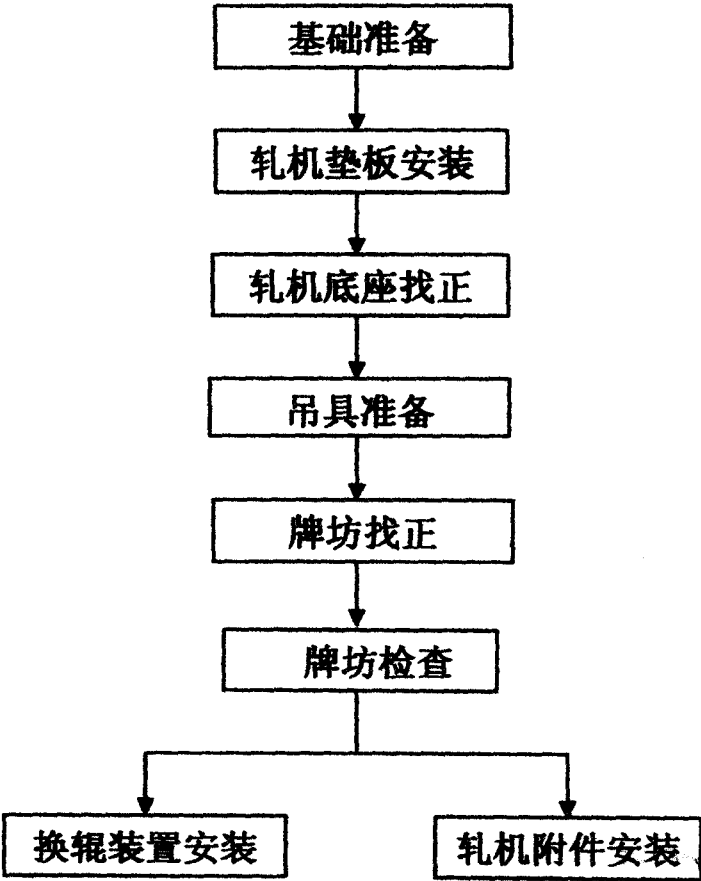 基础准备
轧机垫板安装
轧机底座找正
吊具准备
牌坊找正
牌坊检查
换辊装置安装
轧机附件安装